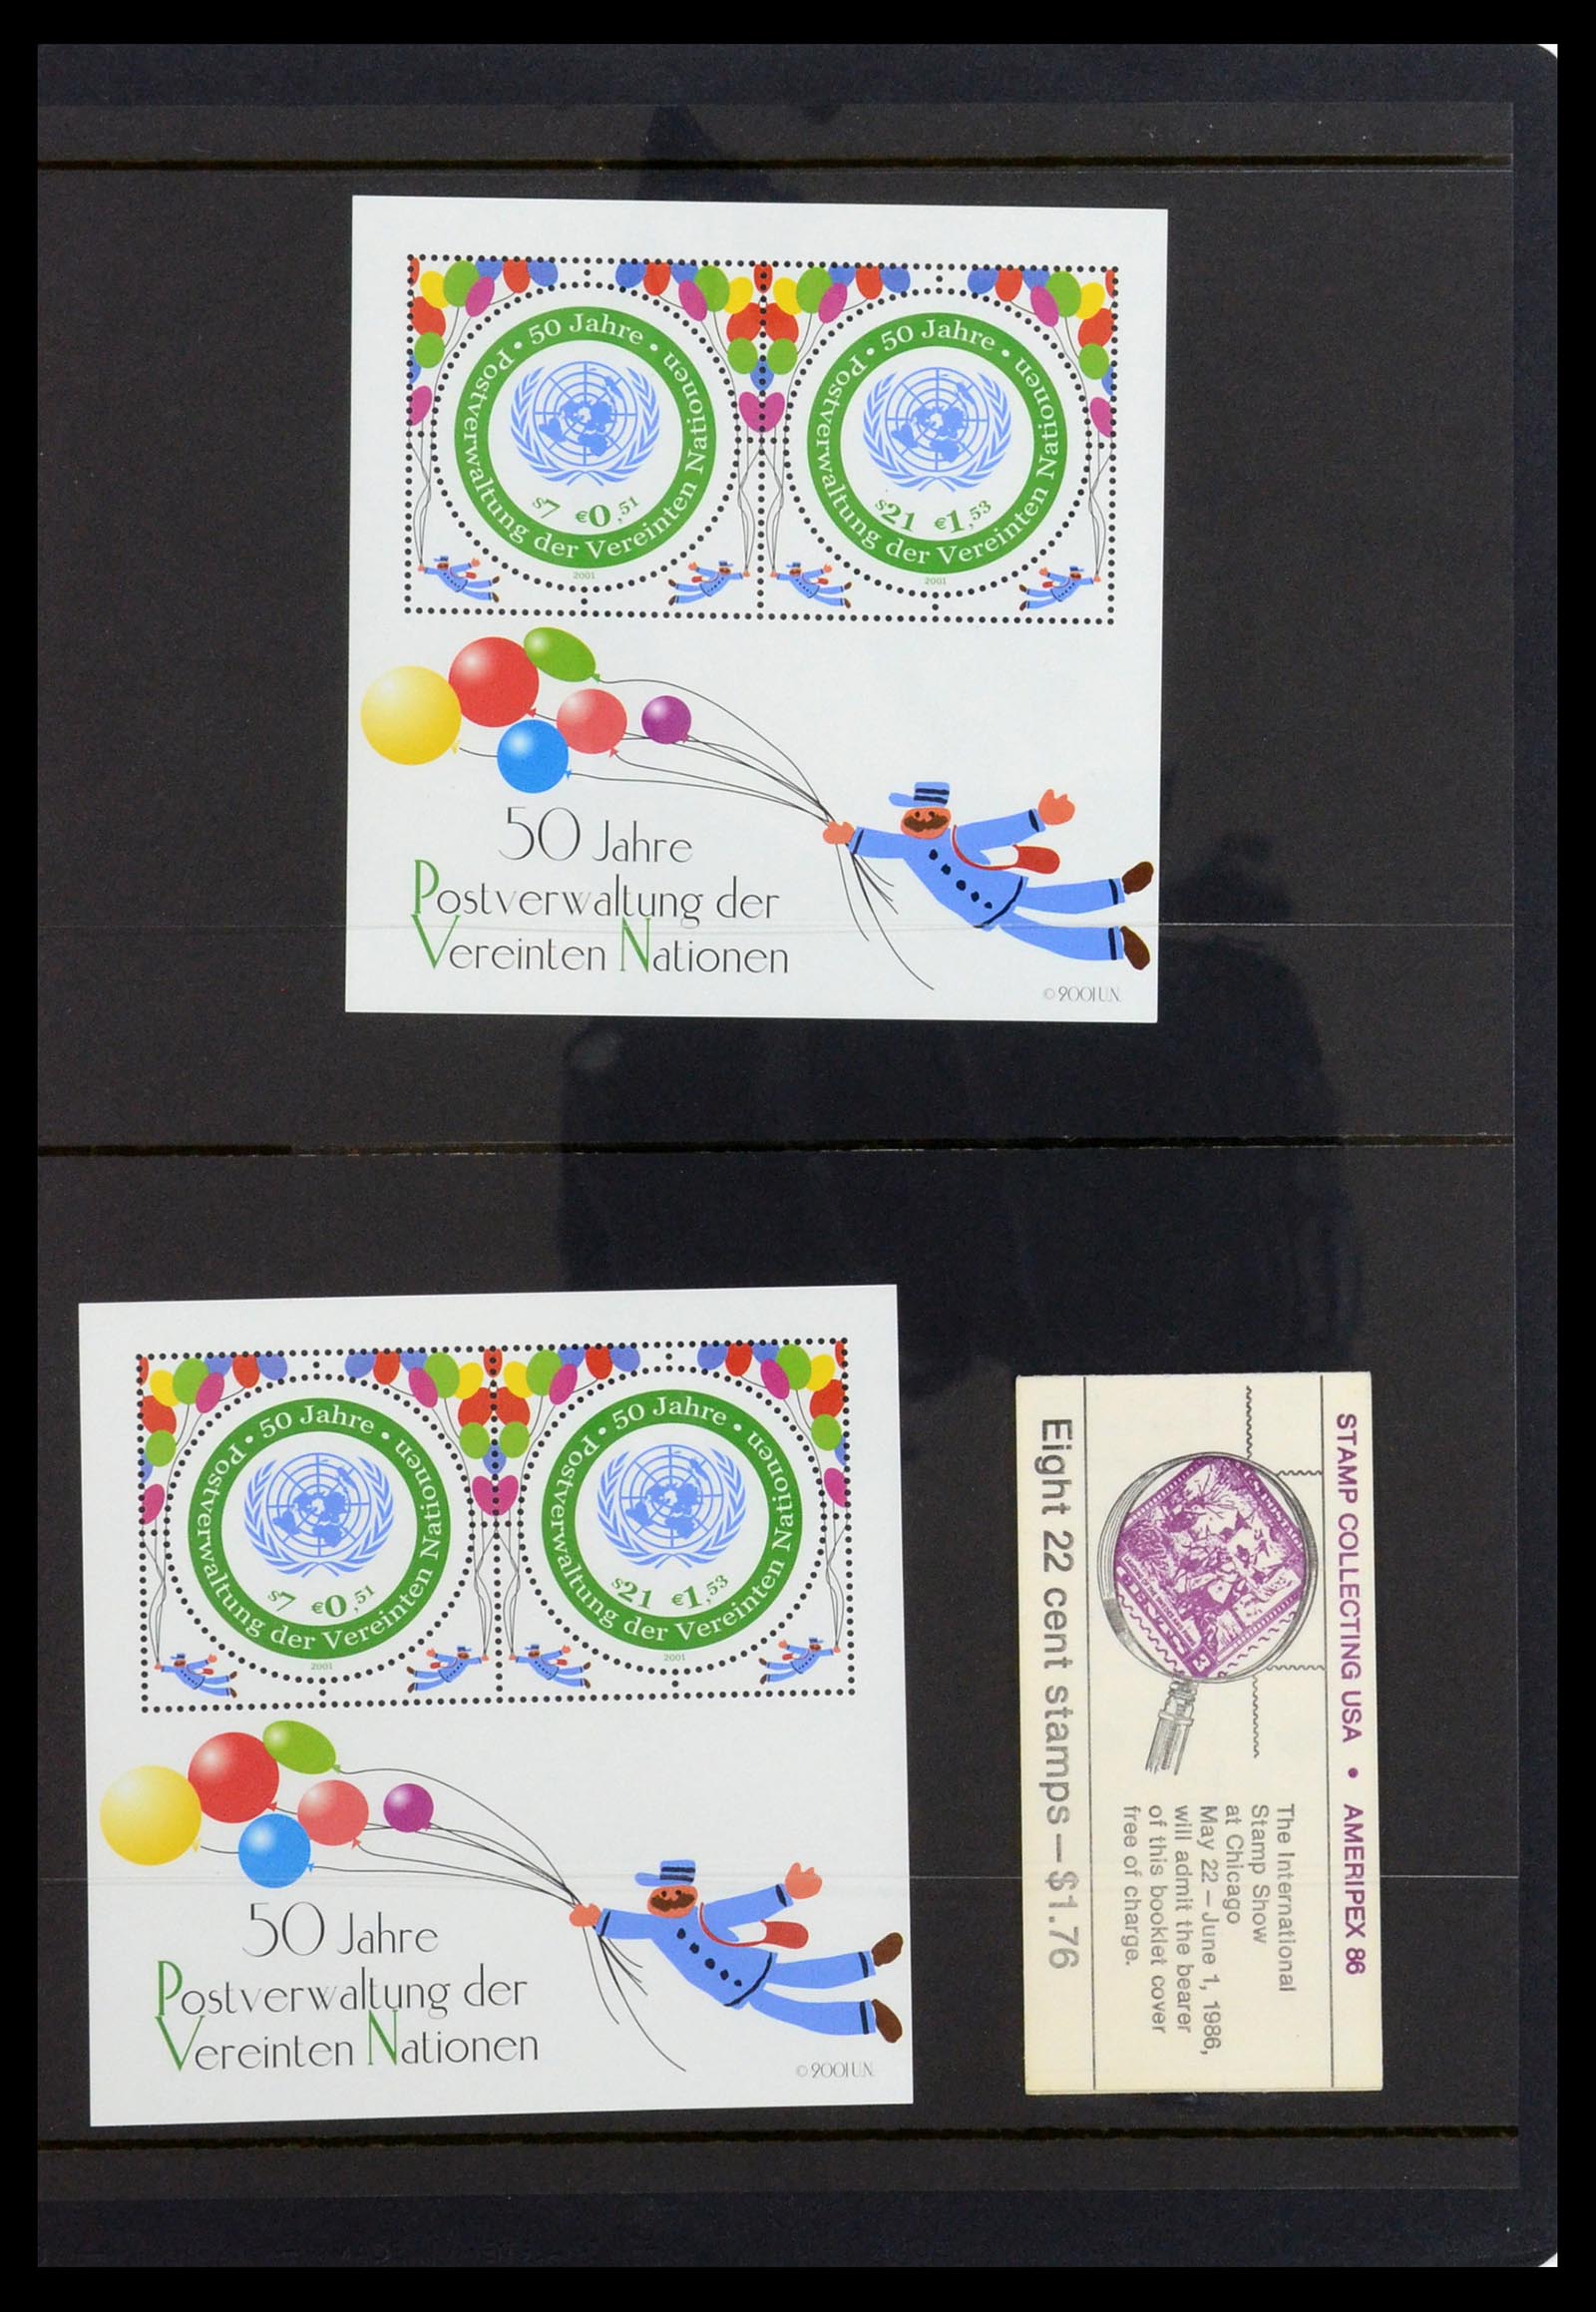 50 Jahre • Postverwaltung der Vereinten Nationen •
S7 €0,51
2001
50 Jahre • Postverwaltung der Vereinten Nationen •
S21 €1,53
2001
50 Jahre
Postverwaltung der
Vereinten Nationen
© 2001 U.N.
50 Jahre • Postverwaltung der Vereinten Nationen •
S7 €0,51
2001
50 Jahre • Postverwaltung der Vereinten Nationen •
S21 €1,53
2001
50 Jahre
Postverwaltung der
Vereinten Nationen
© 2001 U.N.
STAMP COLLECTING USA • AMERIPEX 86
The International
Stamp Show
at Chicago
May 22 – June 1, 1986,
will admit the bearer
of this booklet cover
free of charge.
Eight 22 cent stamps – $1.76